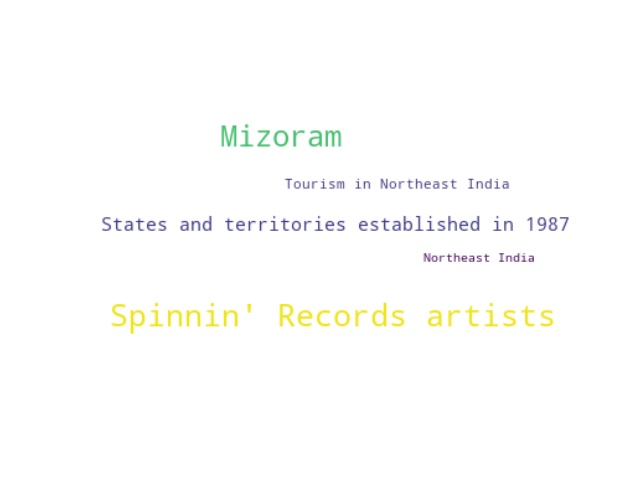 Mizoram
Tourism in Northeast India
States and territories established in 1987
Northeast India
Spinnin' Records artists